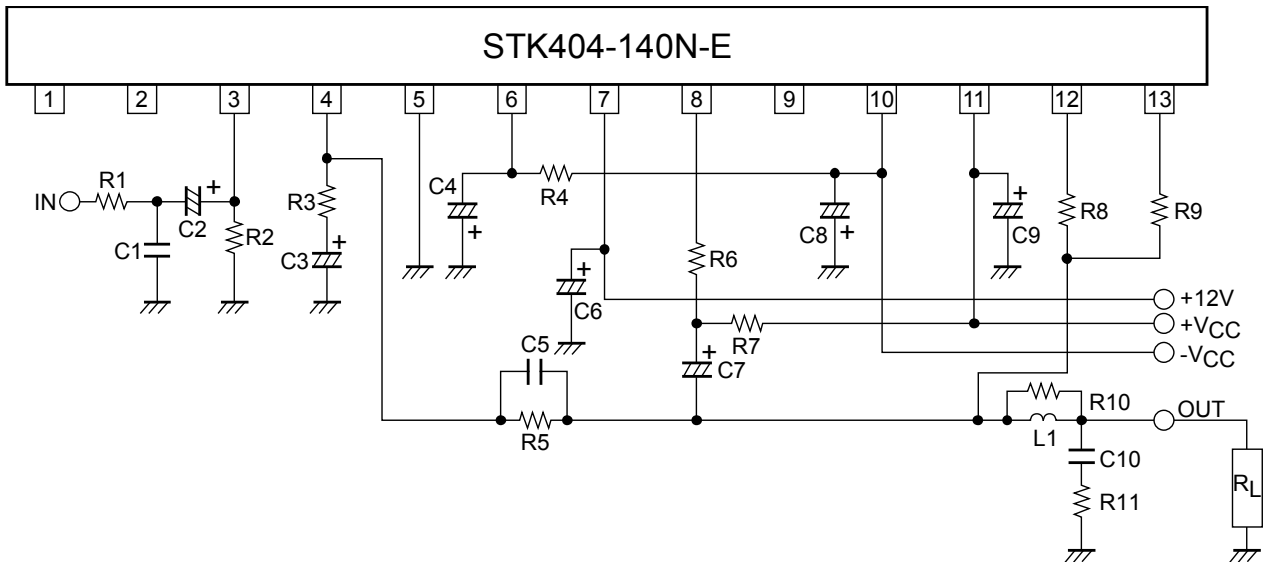 STK404-140N-E
1 2 3 4 5 6 7 8 9 10 11 12 13
IN
R1
C1
C2
+
R2
R3
C3
+
C4
+
R4
C6
+
C5
R5
R6
R7
C7
+
C8
+
C9
+
R8
R9
+12V
+VCC
-VCC
R10
L1
OUT
C10
R11
RL